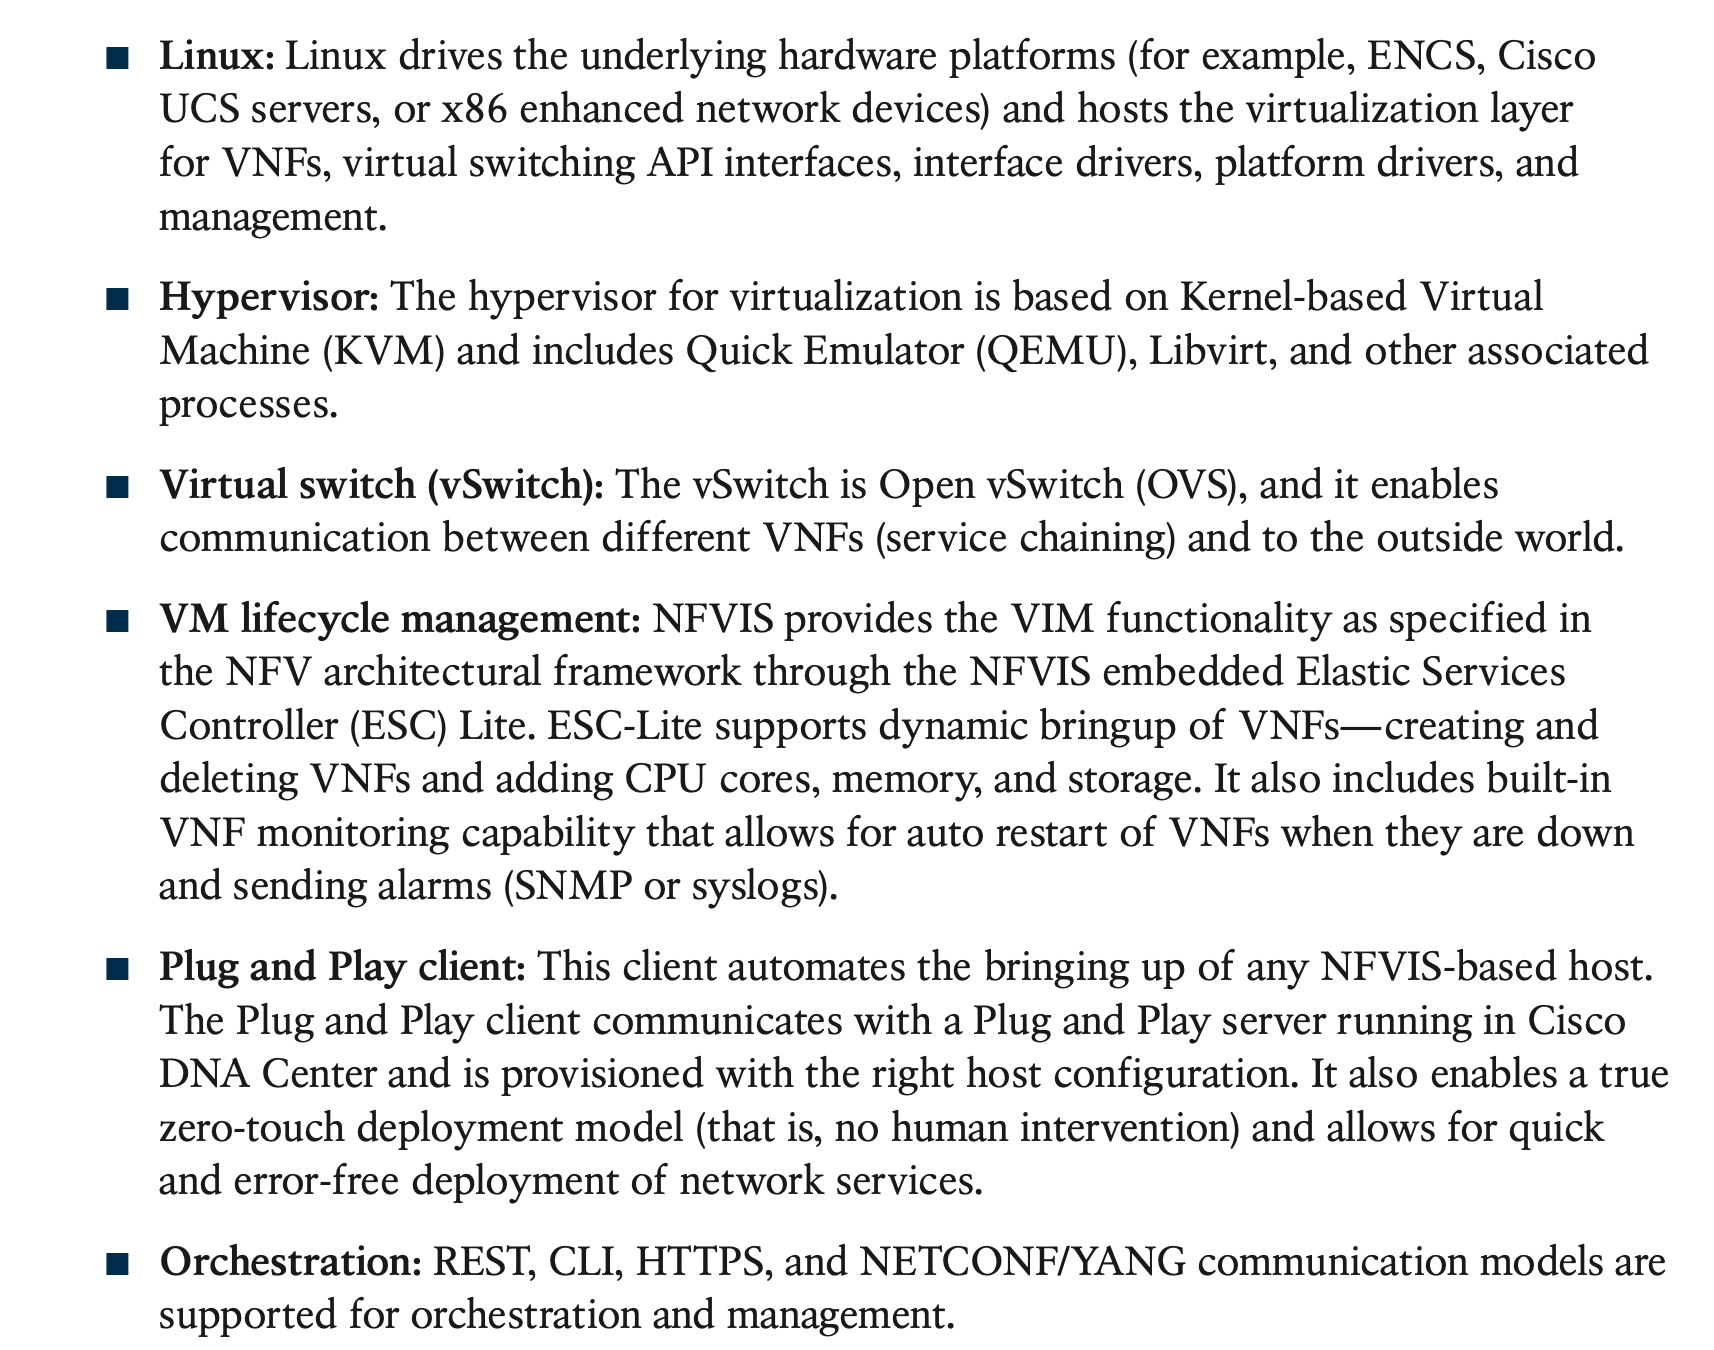 ■ Linux: Linux drives the underlying hardware platforms (for example, ENCS, Cisco
UCS servers, or x86 enhanced network devices) and hosts the virtualization layer
for VNFs, virtual switching API interfaces, interface drivers, platform drivers, and
management.
■ Hypervisor: The hypervisor for virtualization is based on Kernel-based Virtual
Machine (KVM) and includes Quick Emulator (QEMU), Libvirt, and other associated
processes.
■ Virtual switch (vSwitch): The vSwitch is Open vSwitch (OVS), and it enables
communication between different VNFs (service chaining) and to the outside world.
■ VM lifecycle management: NFVIS provides the VIM functionality as specified in
the NFV architectural framework through the NFVIS embedded Elastic Services
Controller (ESC) Lite. ESC-Lite supports dynamic bringup of VNFs—creating and
deleting VNFs and adding CPU cores, memory, and storage. It also includes built-in
VNF monitoring capability that allows for auto restart of VNFs when they are down
and sending alarms (SNMP or syslogs).
■ Plug and Play client: This client automates the bringing up of any NFVIS-based host.
The Plug and Play client communicates with a Plug and Play server running in Cisco
DNA Center and is provisioned with the right host configuration. It also enables a true
zero-touch deployment model (that is, no human intervention) and allows for quick
and error-free deployment of network services.
■ Orchestration: REST, CLI, HTTPS, and NETCONF/YANG communication models are
supported for orchestration and management.